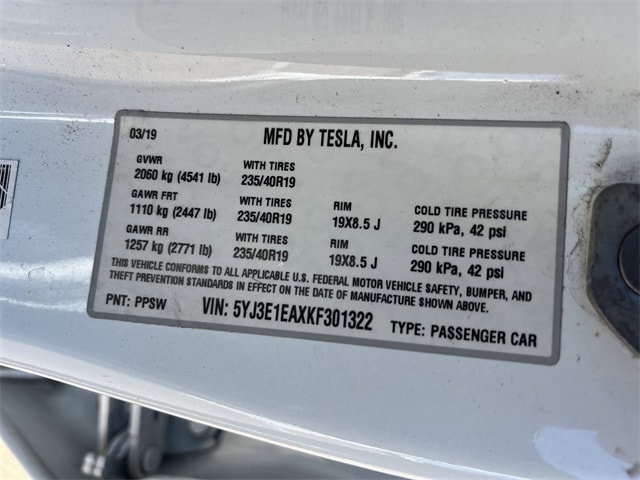 03/19 MFD BY TESLA, INC.
GVWR WITH TIRES
2060 kg (4541 lb) 235/40R19
GAWR FRT WITH TIRES RIM COLD TIRE PRESSURE
1110 kg (2447 lb) 235/40R19 19X8.5 J 290 kPa, 42 psi
GAWR RR WITH TIRES RIM COLD TIRE PRESSURE
1257 kg (2771 lb) 235/40R19 19X8.5 J 290 kPa, 42 psi
THIS VEHICLE CONFORMS TO ALL APPLICABLE U.S. FEDERAL MOTOR VEHICLE SAFETY, BUMPER, AND
THEFT PREVENTION STANDARDS IN EFFECT ON THE DATE OF MANUFACTURE SHOWN ABOVE.
PNT: PPSW VIN: 5YJ3E1EAXKF301322 TYPE: PASSENGER CAR